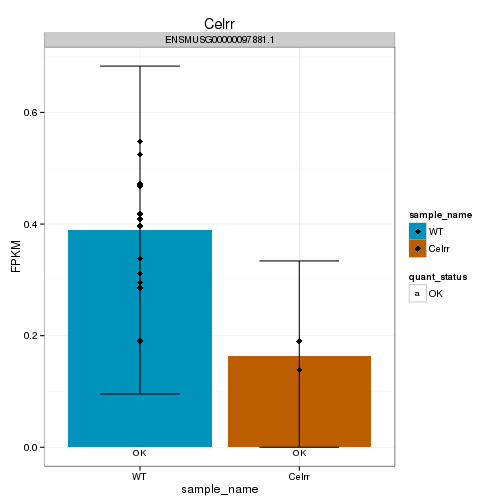 Celrr
ENSMUSG00000097881.1
0.6
0.4
0.2
0.0
FPKM
OK
OK
WT
Celrr
sample_name
sample_name
WT
Celrr
quant_status
a OK